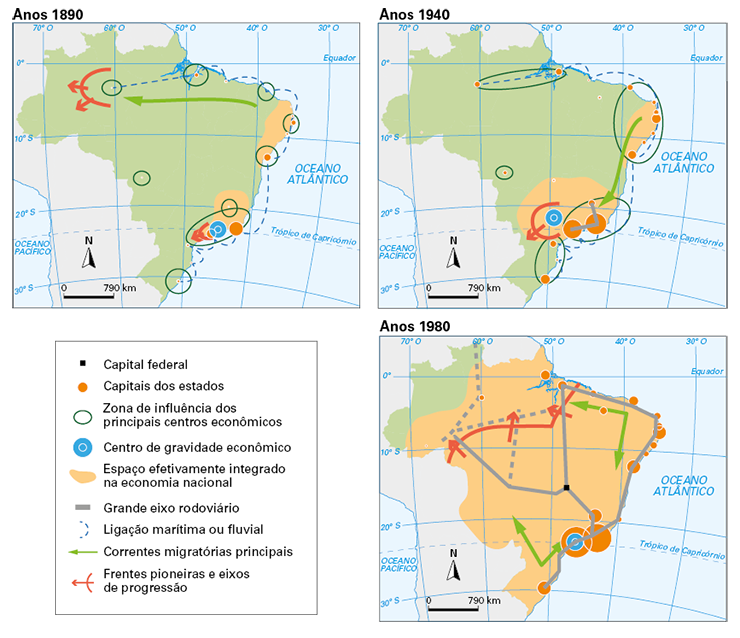 Anos 1890
70° O
60° O
50° O
40° O
30° O
Equador
0°
10° S
OCEANO
ATLÂNTICO
20° S
OCEANO
PACÍFICO
Trópico de Capricórnio
N
30° S
0
790 km
Anos 1940
70° O
60° O
50° O
40° O
30° O
Equador
0°
10° S
OCEANO
ATLÂNTICO
20° S
OCEANO
PACÍFICO
Trópico de Capricórnio
N
30° S
0
790 km
Anos 1980
70° O
60° O
50° O
40° O
30° O
Equador
0°
10° S
OCEANO
ATLÂNTICO
20° S
OCEANO
PACÍFICO
Trópico de Capricórnio
N
30° S
0
790 km
Capital federal
Capitais dos estados
Zona de influência dos
principais centros econômicos
Centro de gravidade econômico
Espaço efetivamente integrado
na economia nacional
Grande eixo rodoviário
Ligação marítima ou fluvial
Correntes migratórias principais
Frentes pioneiras e eixos
de progressão